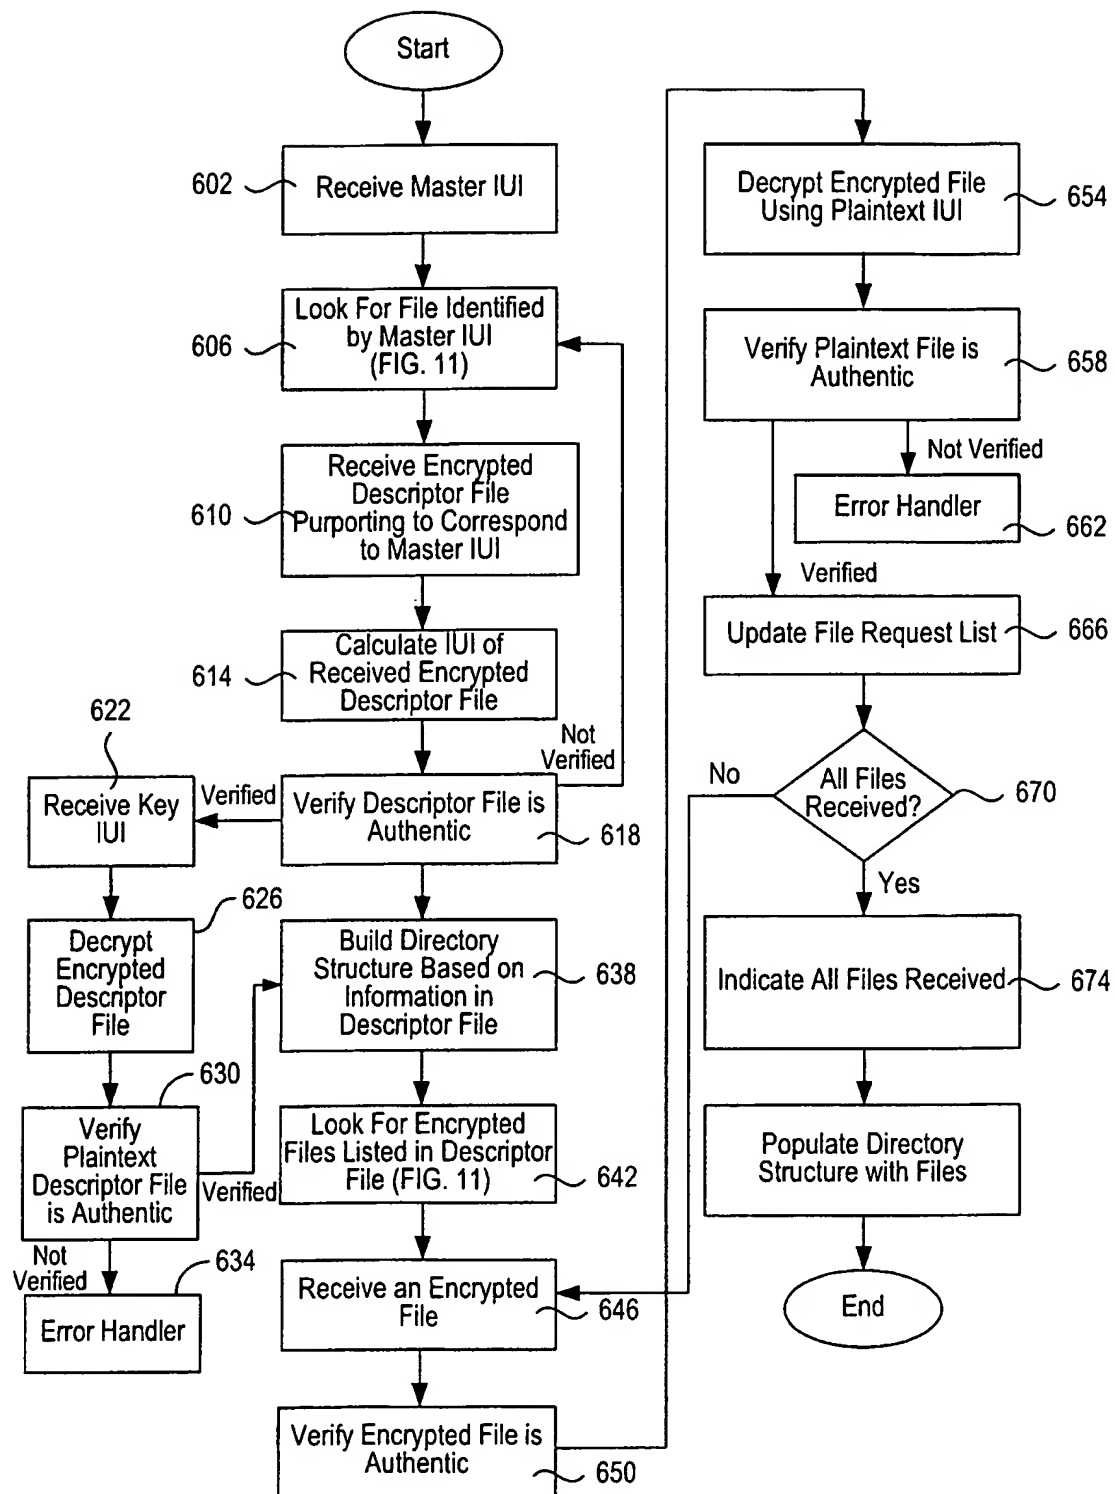 Start
602
Receive Master IUI
606
Look For File Identified
by Master IUI
(FIG. 11)
610
Receive Encrypted
Descriptor File
Purporting to Correspond
to Master IUI
614
Calculate IUI of
Received Encrypted
Descriptor File
Not
Verified
622
Receive Key
IUI
Verified
Verify Descriptor File is
Authentic
618
626
Decrypt
Encrypted
Descriptor
File
Build Directory
Structure Based on
Information in
Descriptor File
638
630
Verify
Plaintext
Descriptor File
is Authentic
Verified
Look For Encrypted
Files Listed in Descriptor
File (FIG. 11)
642
Not
Verified
634
Error Handler
Receive an Encrypted
File
646
Verify Encrypted File is
Authentic
650
Decrypt Encrypted File
Using Plaintext IUI
654
Verify Plaintext File is
Authentic
658
Not Verified
Error Handler
662
Verified
Update File Request List
666
No
All Files
Received?
670
Yes
Indicate All Files Received
674
Populate Directory
Structure with Files
End